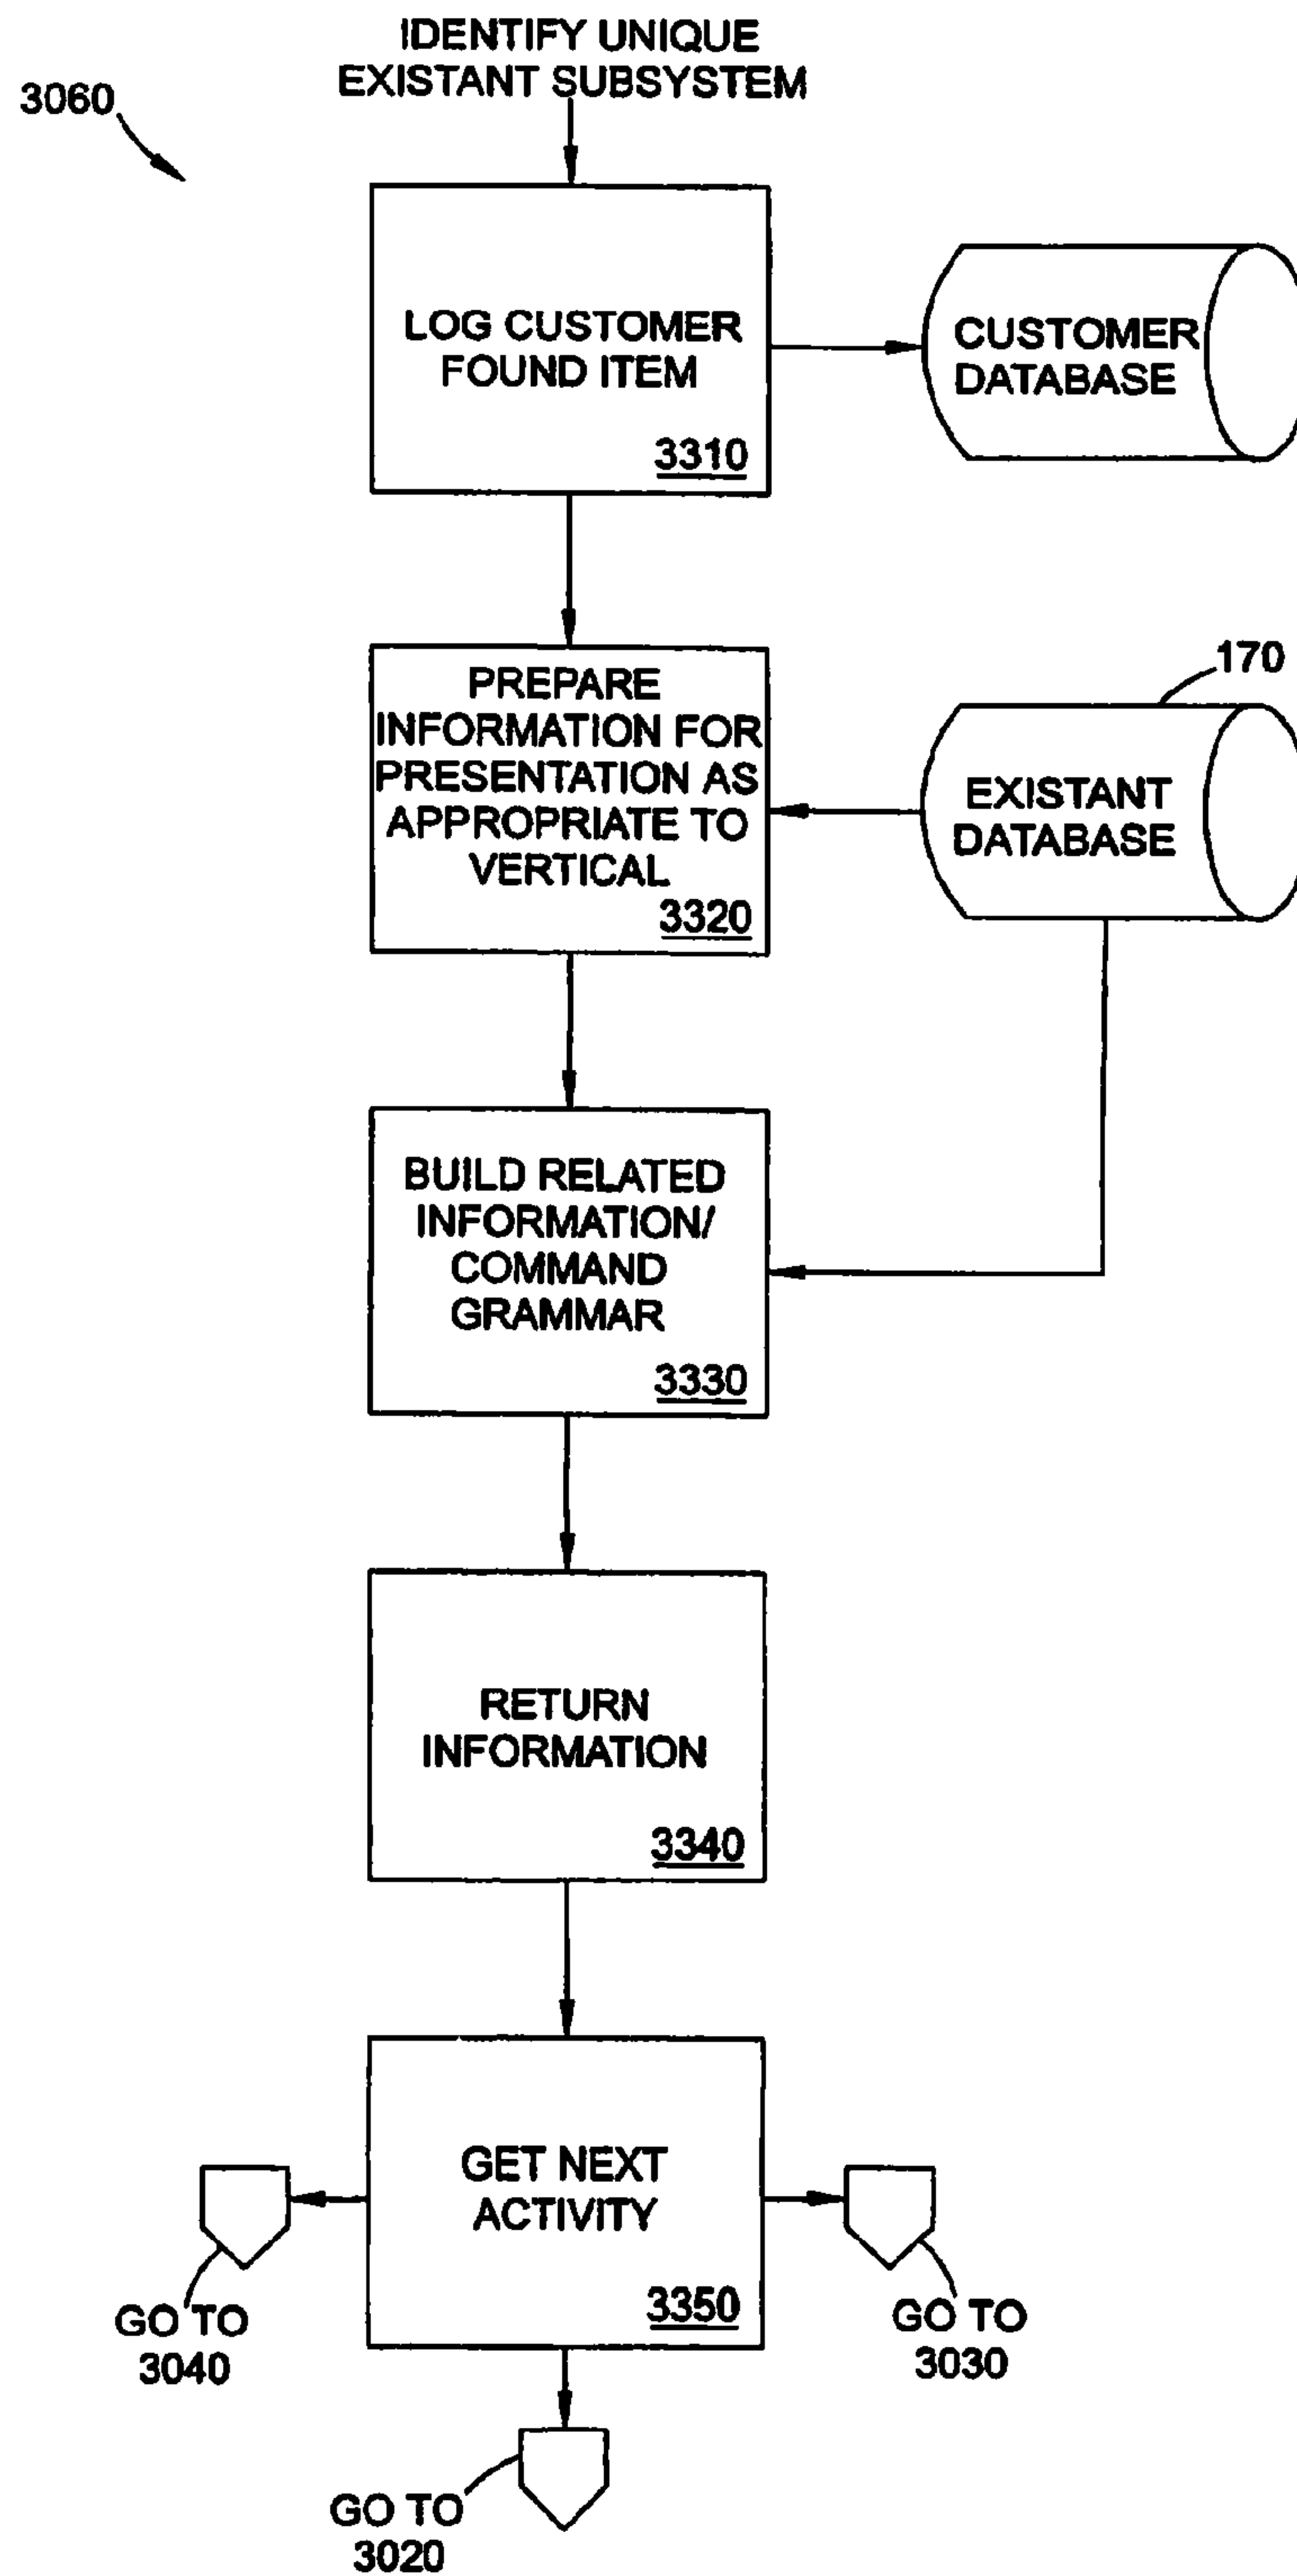 IDENTIFY UNIQUE
EXISTANT SUBSYSTEM
3060
LOG CUSTOMER
FOUND ITEM
3310
CUSTOMER
DATABASE
PREPARE
INFORMATION FOR
PRESENTATION AS
APPROPRIATE TO
VERTICAL
3320
170
EXISTANT
DATABASE
BUILD RELATED
INFORMATION/
COMMAND
GRAMMAR
3330
RETURN
INFORMATION
3340
GET NEXT
ACTIVITY
3350
GO TO
3040
GO TO
3030
GO TO
3020